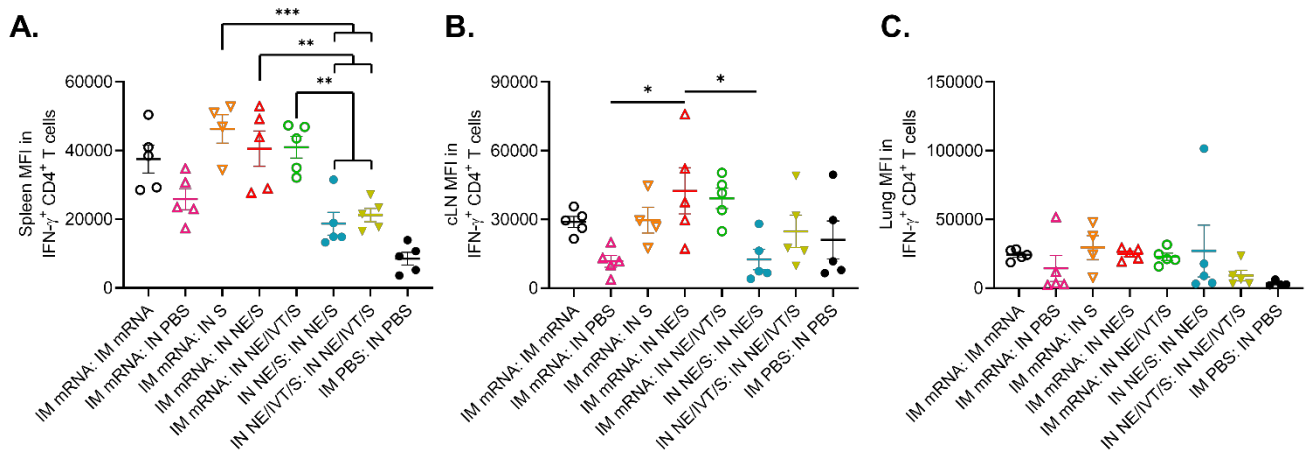 A.
***
**
**
Spleen MFI in
IFN-γ⁺ CD4⁺ T cells
60000
40000
20000
0
IM mRNA: IM mRNA
IM mRNA: IN PBS
IM mRNA: IN S
IM mRNA: IN NE/S
IM mRNA: IN NE/IVT/S
IN NE/S: IN NE/S
IN NE/IVT/S: IN NE/IVT/S
IM PBS: IN PBS
B.
*
*
cLN MFI in
IFN-γ⁺ CD4⁺ T cells
90000
60000
30000
0
IM mRNA: IM mRNA
IM mRNA: IN PBS
IM mRNA: IN S
IM mRNA: IN NE/S
IM mRNA: IN NE/IVT/S
IN NE/S: IN NE/S
IN NE/IVT/S: IN NE/IVT/S
IM PBS: IN PBS
C.
Lung MFI in
IFN-γ⁺ CD4⁺ T cells
150000
100000
50000
0
IM mRNA: IM mRNA
IM mRNA: IN PBS
IM mRNA: IN S
IM mRNA: IN NE/S
IM mRNA: IN NE/IVT/S
IN NE/S: IN NE/S
IN NE/IVT/S: IN NE/IVT/S
IM PBS: IN PBS